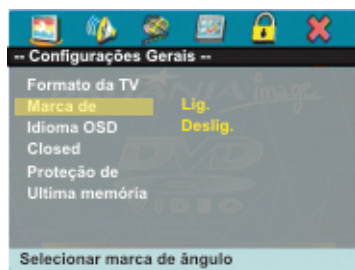 -- Configurações Gerais --
Formato da TV
Marca de Lig.
Idioma OSD Deslig.
Closed
Proteção de
Ultima memória
Selecionar marca de ângulo